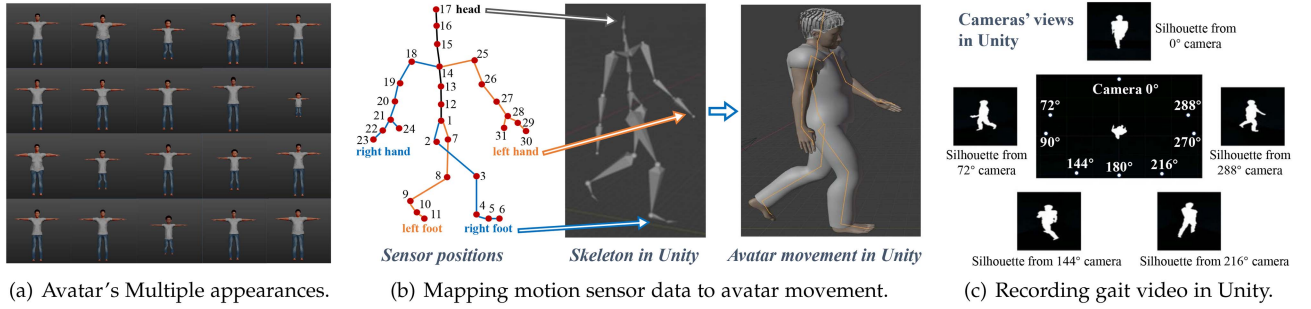 17
head
16
15
18
25
14
19
13
26
20
12
27
21
1
28
22
24
29
23
2
7
31
30
right hand
left hand
8
3
9
10
4
11
5
6
left foot
right foot
Sensor positions
Skeleton in Unity
Avatar movement in Unity
Cameras' views
in Unity
Silhouette from
0° camera
Camera 0°
72°
288°
90°
270°
144°
180°
216°
Silhouette from
72° camera
Silhouette from
288° camera
Silhouette from 144° camera
Silhouette from 216° camera
(a) Avatar's Multiple appearances.
(b) Mapping motion sensor data to avatar movement.
(c) Recording gait video in Unity.